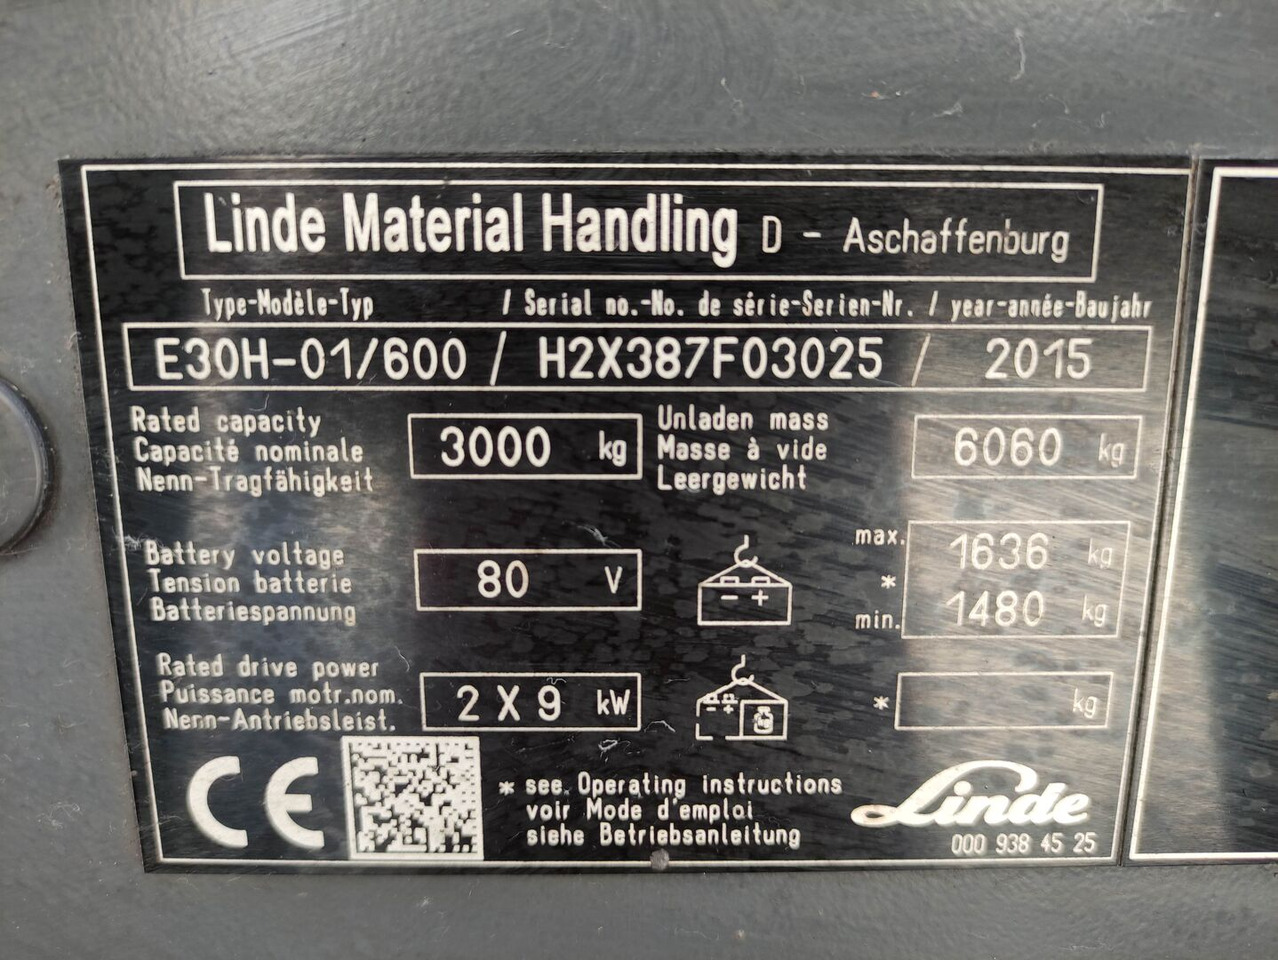 Linde Material Handling D - Aschaffenburg
Type-Modèle-Typ / Serial no.-No. de série-Serien-Nr. / year-année-Baujahr
E30H-01/600 / H2X387F03025 / 2015
Rated capacity
Capacité nominale
Nenn-Tragfähigkeit
3000 kg
Unladen mass
Masse à vide
Leergewicht
6060 kg
Battery voltage
Tension batterie
Batteriespannung
80 V
- +
max. 1636 kg
*
min. 1480 kg
Rated drive power
Puissance motr.nom.
Nenn-Antriebsleist.
2 X 9 kW
- +
kg
* kg
CE
* see Operating instructions
voir Mode d'emploi
siehe Betriebsanleitung
Linde
000 938 45 25